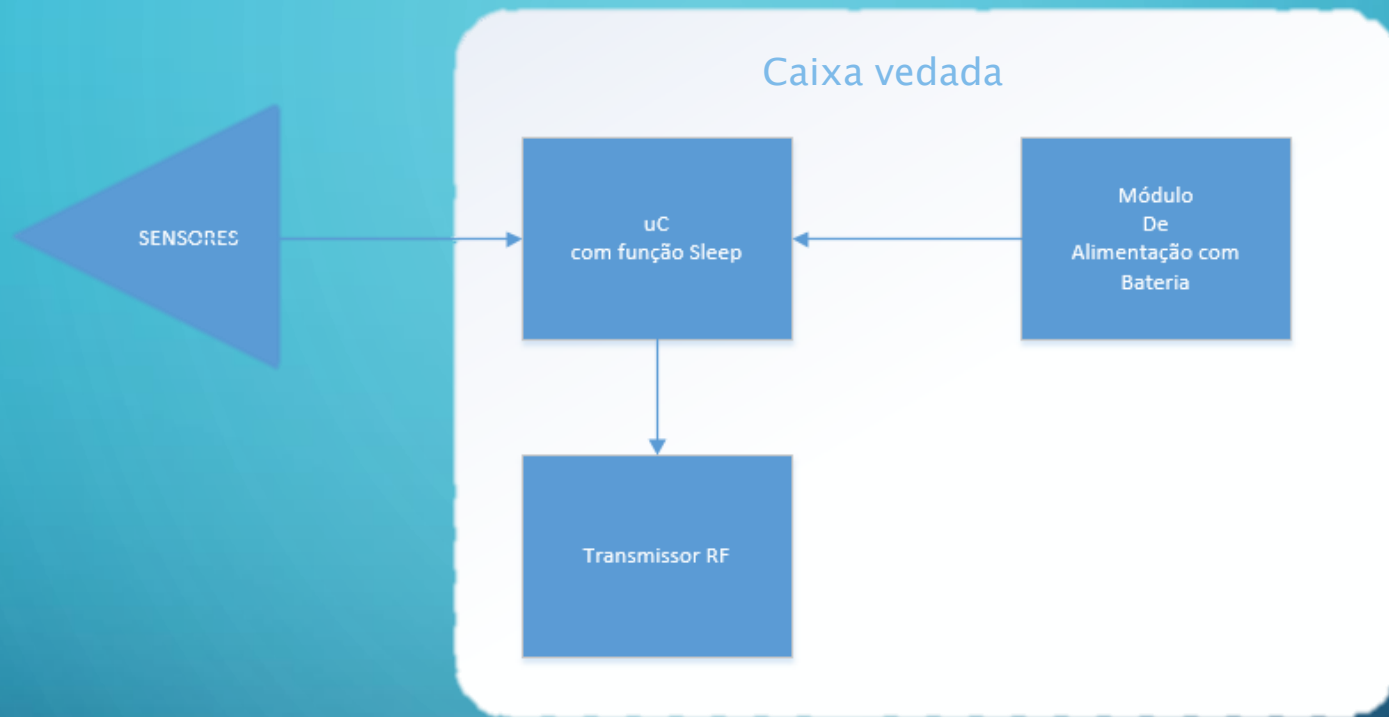 Caixa vedada
SENSORES
uC
com função Sleep
Módulo
De
Alimentação com
Bateria
Transmissor RF